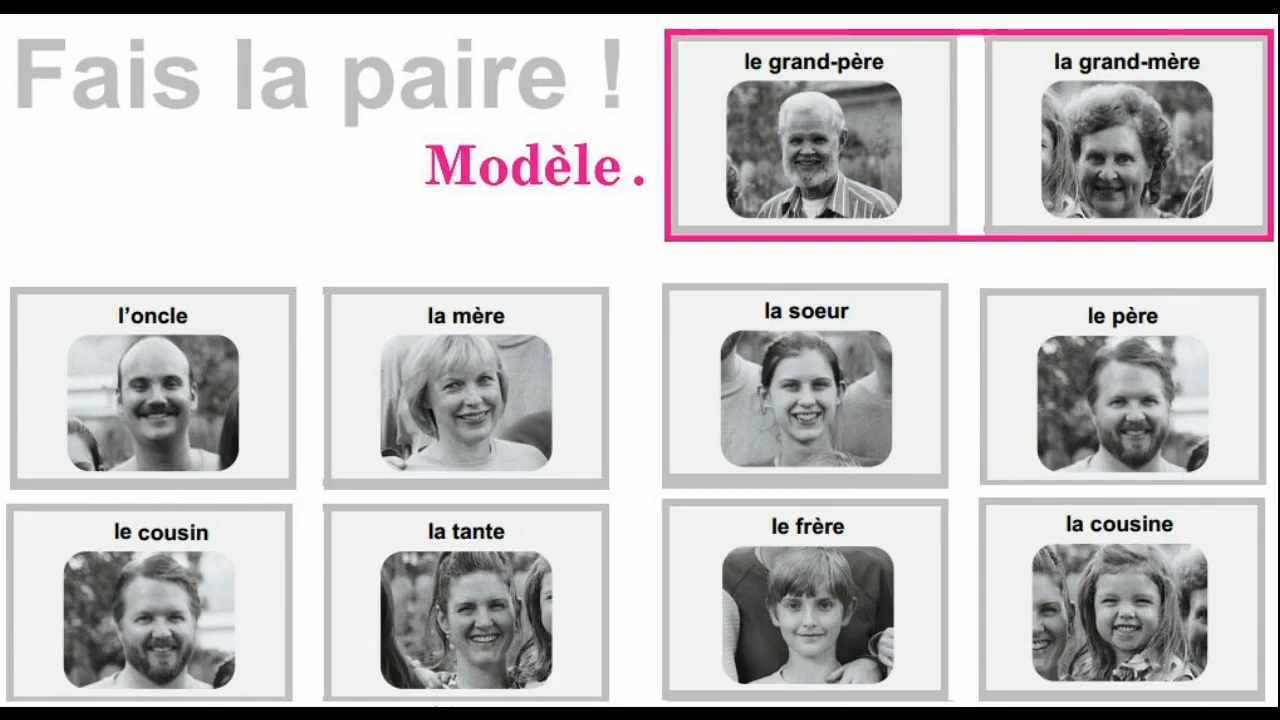 Fais la paire !
Modèle.
le grand-père
la grand-mère
l'oncle
la mère
la soeur
le père
le cousin
la tante
le frère
la cousine